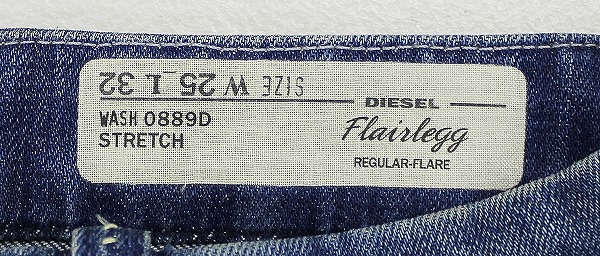 SIZE W 25 L 32
WASH 0889D
STRETCH
DIESEL
Flairlegg
REGULAR-FLARE